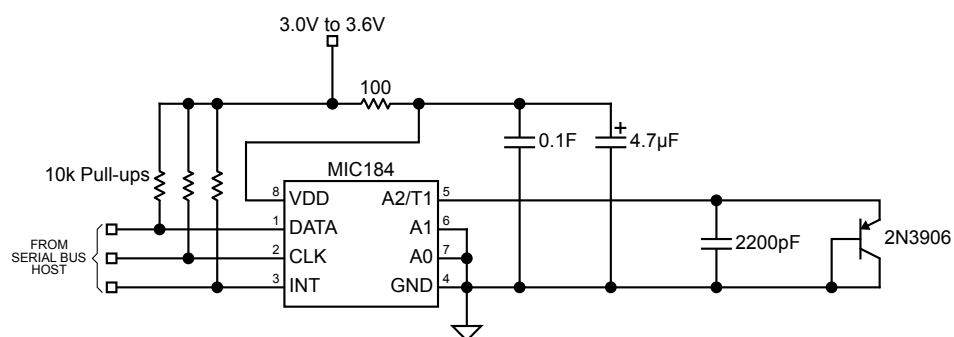 3.0V to 3.6V
100
0.1F
4.7µF
+
10k Pull-ups
MIC184
8 VDD
A2/T1 5
1 DATA
A1 6
2 CLK
A0 7
3 INT
GND 4
FROM
SERIAL BUS
HOST
2200pF
2N3906